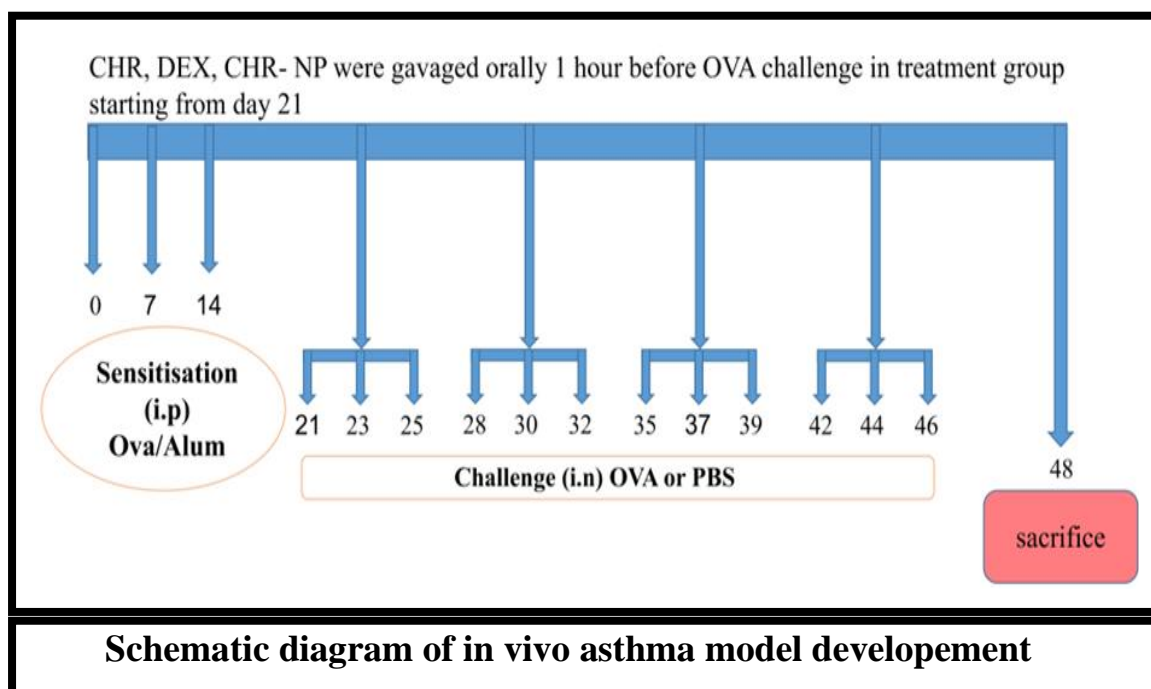 CHR, DEX, CHR- NP were gavaged orally 1 hour before OVA challenge in treatment group
starting from day 21
0 7 14
Sensitisation
(i.p)
Ova/Alum
21 23 25 28 30 32 35 37 39 42 44 46
Challenge (i.n) OVA or PBS
48
sacrifice
Schematic diagram of in vivo asthma model developement